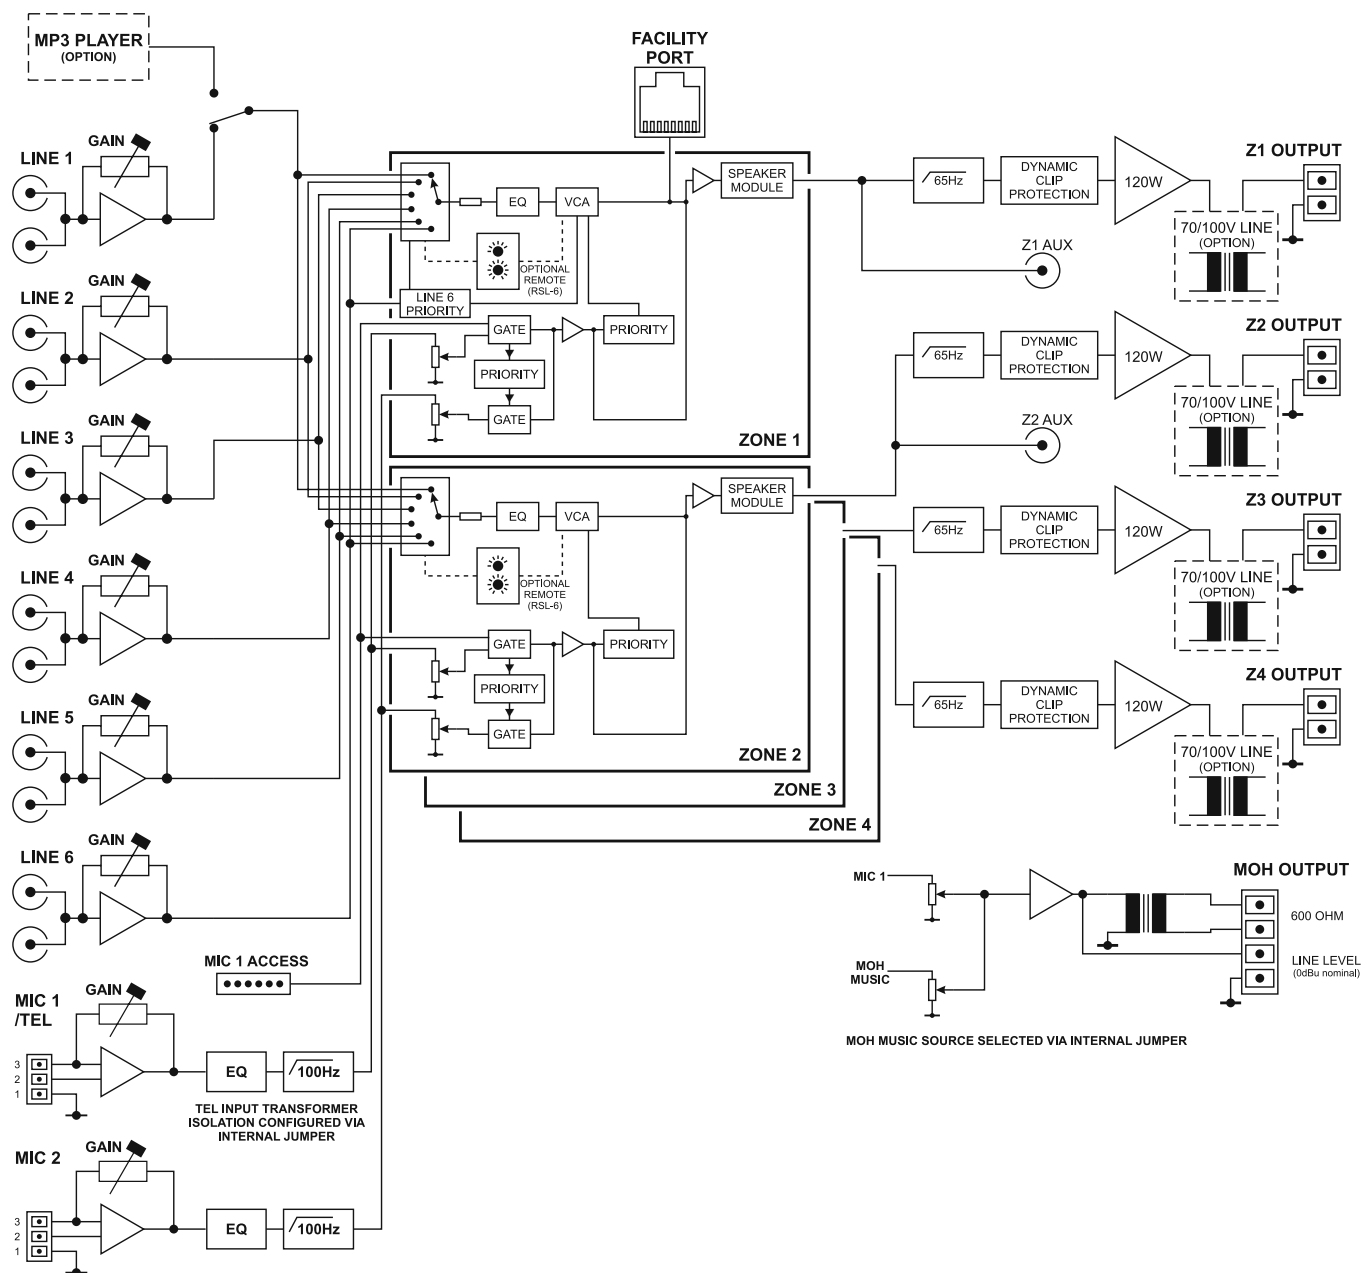 MP3 PLAYER
(OPTION)
FACILITY
PORT
LINE 1
GAIN
LINE 2
GAIN
LINE 3
GAIN
LINE 4
GAIN
LINE 5
GAIN
LINE 6
GAIN
MIC 1 ACCESS
MIC 1
/TEL
GAIN
3
2
1
EQ
100Hz
TEL INPUT TRANSFORMER
ISOLATION CONFIGURED VIA
INTERNAL JUMPER
MIC 2
GAIN
3
2
1
EQ
100Hz
EQ
VCA
SPEAKER
MODULE
OPTIONAL
REMOTE
(RSL-6)
LINE 6
PRIORITY
GATE
PRIORITY
PRIORITY
GATE
ZONE 1
EQ
VCA
SPEAKER
MODULE
OPTIONAL
REMOTE
(RSL-6)
GATE
PRIORITY
PRIORITY
GATE
ZONE 2
ZONE 3
ZONE 4
65Hz
DYNAMIC
CLIP
PROTECTION
120W
Z1 OUTPUT
70/100V LINE
(OPTION)
Z1 AUX
65Hz
DYNAMIC
CLIP
PROTECTION
120W
Z2 OUTPUT
70/100V LINE
(OPTION)
Z2 AUX
65Hz
DYNAMIC
CLIP
PROTECTION
120W
Z3 OUTPUT
70/100V LINE
(OPTION)
65Hz
DYNAMIC
CLIP
PROTECTION
120W
Z4 OUTPUT
70/100V LINE
(OPTION)
MIC 1
MOH
MUSIC
MOH OUTPUT
600 OHM
LINE LEVEL
(0dBu nominal)
MOH MUSIC SOURCE SELECTED VIA INTERNAL JUMPER